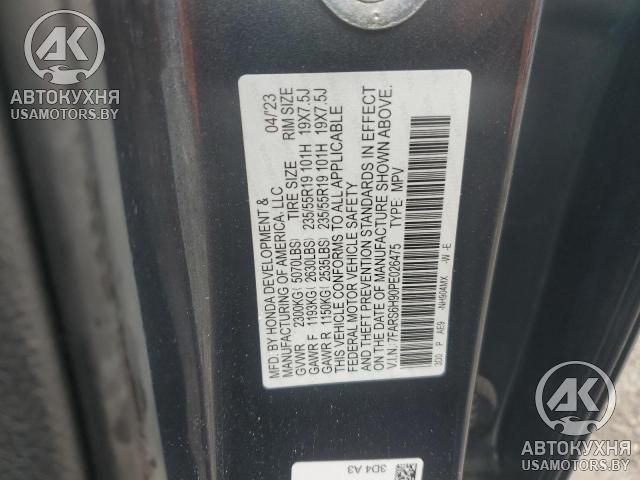 АВТОКУХНЯ
USAMOTORS.BY
MFD. BY HONDA DEVELOPMENT &
MANUFACTURING OF AMERICA, LLC 04/'23
TIRE SIZE RIM SIZE
GVWR 2300KG( 5070LBS)
GAWR F 1193KG( 2630LBS) 235/55R19 101H 19X7.5J
GAWR R 1150KG( 2535LBS) 235/55R19 101H 19X7.5J
THIS VEHICLE CONFORMS TO ALL APPLICABLE
FEDERAL MOTOR VEHICLE SAFETY
AND THEFT PREVENTION STANDARDS IN EFFECT
ON THE DATE OF MANUFACTURE SHOWN ABOVE.
V.I.N: 7FARS6H90PE026475 TYPE: MPV
3D0 P AE9 -NH904MX -W -E
3D4 A3
АВТОКУХНЯ
USAMOTORS.BY